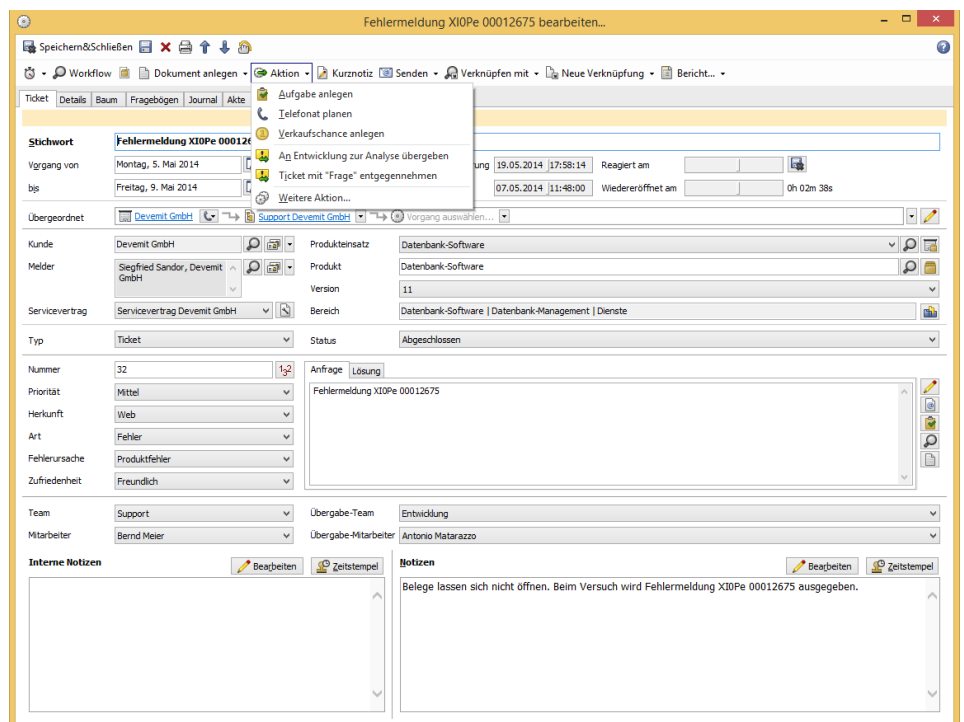 Fehlermeldung XI0Pe 00012675 bearbeiten...
Speichern&Schließen
Workflow Dokument anlegen Aktion Kurznotiz Senden Verknüpfen mit Neue Verknüpfung Bericht...
Ticket Details Baum Fragebögen Journal Akte
Aufgabe anlegen
Telefonat planen
Verkaufschance anlegen
An Entwicklung zur Analyse übergeben
Ticket mit "Frage" entgegennehmen
Weitere Aktion...
Stichwort Fehlermeldung XI0Pe 00012
Vorgang von Montag, 5. Mai 2014 19.05.2014 17:58:14 Reagiert am
bis Freitag, 9. Mai 2014 07.05.2014 11:48:00 Wiedereröffnet am 0h 02m 38s
Übergeordnet Devemit GmbH Support Devemit GmbH Vorgang auswählen...
Kunde Devemit GmbH Produkteinsatz Datenbank-Software
Melder Siegfried Sandor, Devemit GmbH Produkt Datenbank-Software
Version 11
Servicevertrag Servicevertrag Devemit GmbH Bereich Datenbank-Software | Datenbank-Management | Dienste
Typ Ticket Status Abgeschlossen
Nummer 32 Anfrage Lösung
Priorität Mittel Fehlermeldung XI0Pe 00012675
Herkunft Web
Art Fehler
Fehlerursache Produktfehler
Zufriedenheit Freundlich
Team Support Übergabe-Team Entwicklung
Mitarbeiter Bernd Meier Übergabe-Mitarbeiter Antonio Matarazzo
Interne Notizen Bearbeiten Zeitstempel Notizen Bearbeiten Zeitstempel
Belege lassen sich nicht öffnen. Beim Versuch wird Fehlermeldung XI0Pe 00012675 ausgegeben.